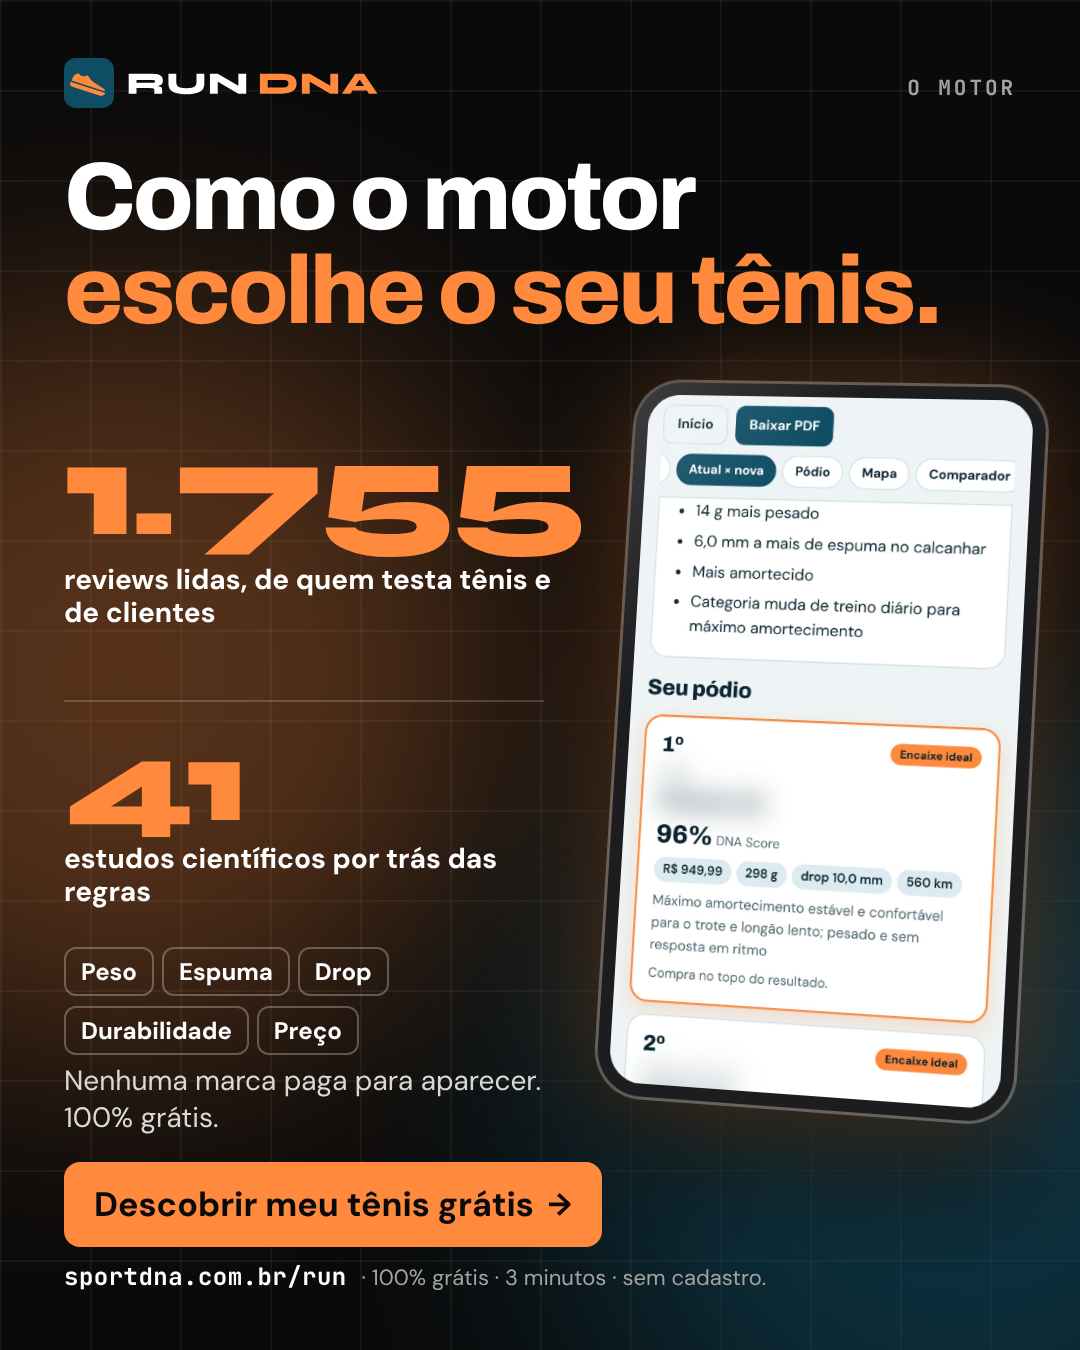 RUN DNA
O MOTOR
Como o motor
escolhe o seu tênis.
1.755
reviews lidas, de quem testa tênis e
de clientes
41
estudos científicos por trás das
regras
Peso Espuma Drop
Durabilidade Preço
Nenhuma marca paga para aparecer.
100% grátis.
Início Baixar PDF
Atual × nova Pódio Mapa Comparador
• 14 g mais pesado
• 6,0 mm a mais de espuma no calcanhar
• Mais amortecido
• Categoria muda de treino diário para
máximo amortecimento
Seu pódio
1º Encaixe ideal
96% DNA Score
R$ 949,99 298 g drop 10,0 mm 560 km
Máximo amortecimento estável e confortável
para o trote e longão lento; pesado e sem
resposta em ritmo
Compra no topo do resultado.
2º Encaixe ideal
Descobrir meu tênis grátis →
sportdna.com.br/run · 100% grátis · 3 minutos · sem cadastro.